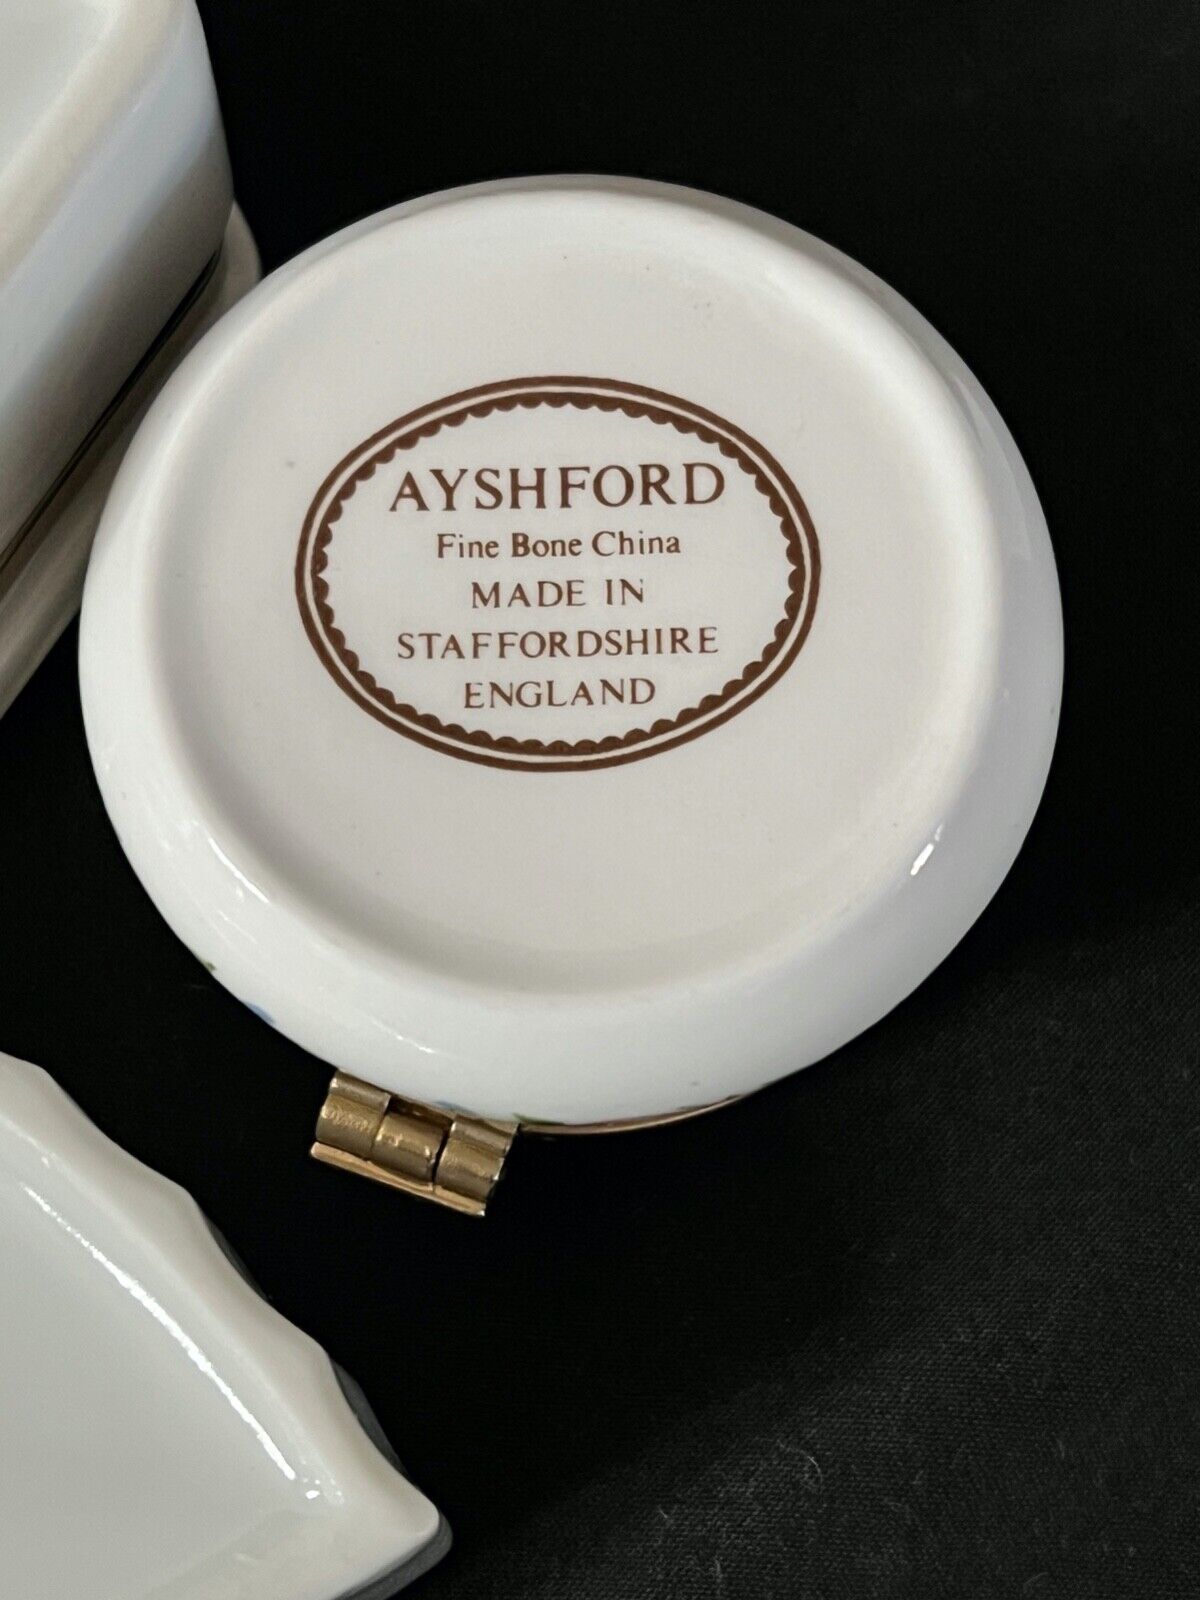 AYSHFORD
Fine Bone China
MADE IN
STAFFORDSHIRE
ENGLAND